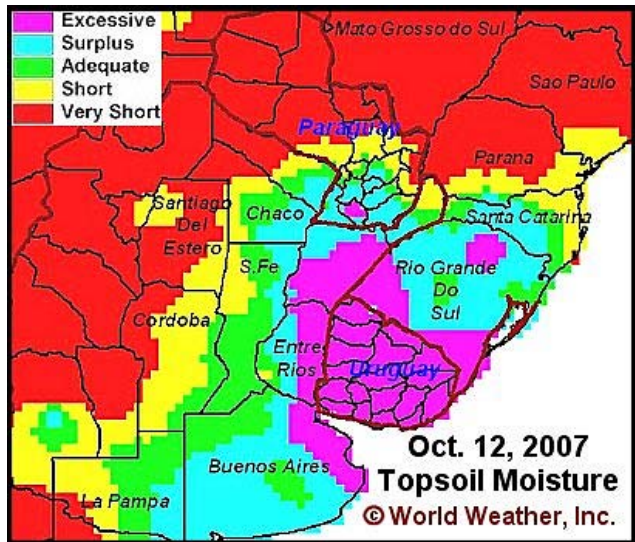 Excessive
Surplus
Adequate
Short
Very Short
Mato Grosso do Sul
Sao Paulo
Paraguay
Parana
Santiago
Del
Estero
Chaco
Santa Catarina
S.Fe
Rio Grande
Do
Sul
Cordoba
Entre
Rios
Uruguay
Buenos Aires
La Pampa
Oct. 12, 2007
Topsoil Moisture
© World Weather, Inc.